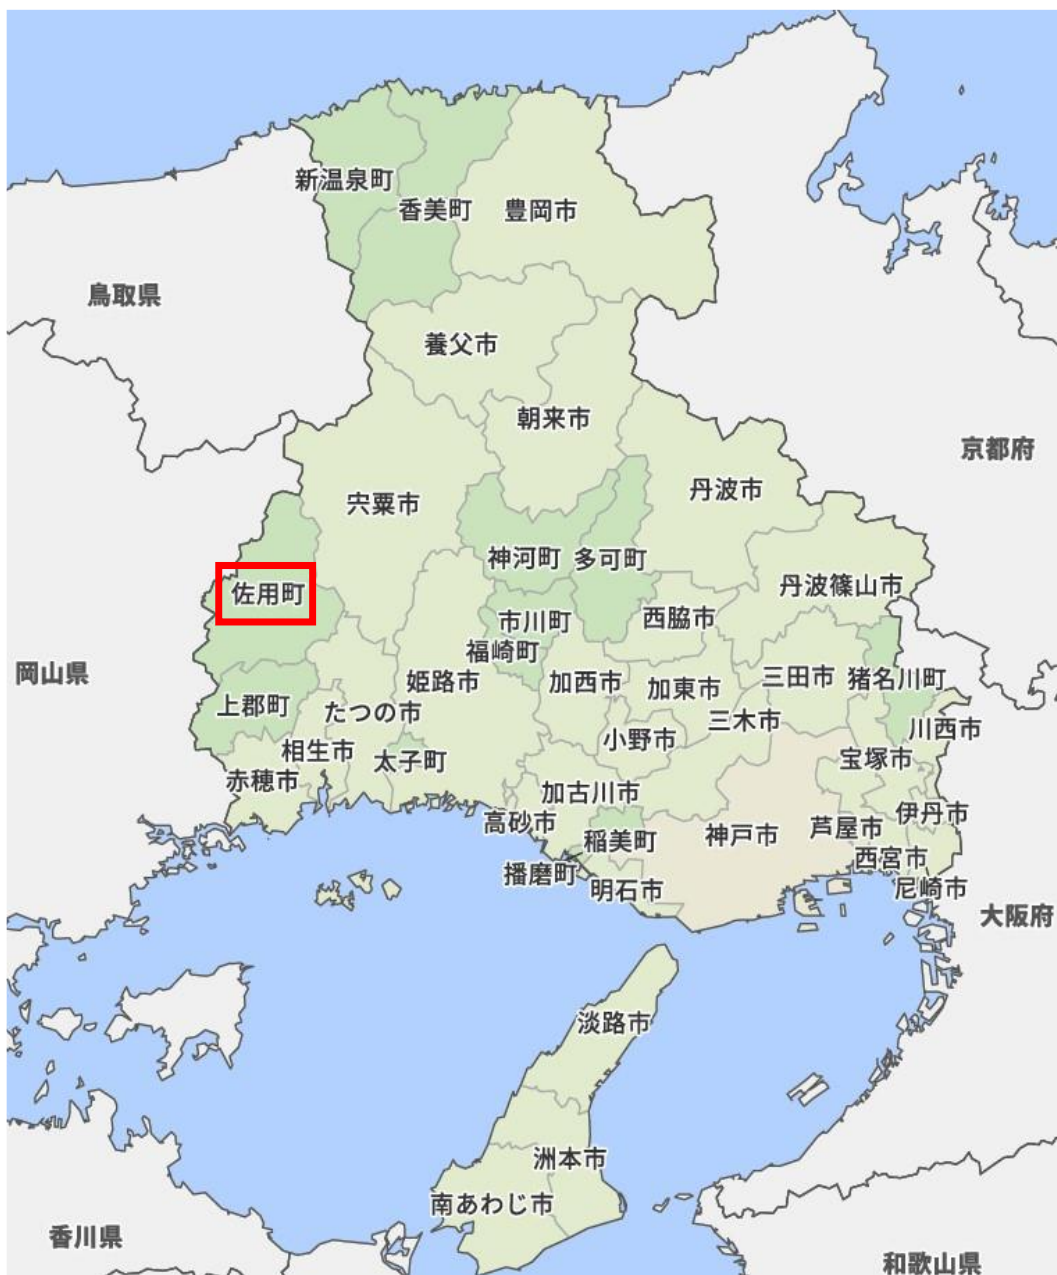 新温泉町
香美町
豊岡市
鳥取県
養父市
朝来市
京都府
丹波市
宍粟市
神河町
多可町
佐用町
丹波篠山市
市川町
西脇市
福崎町
岡山県
姫路市
加西市
加東市
三田市
猪名川町
上郡町
たつの市
三木市
川西市
小野市
相生市
太子町
宝塚市
赤穂市
加古川市
伊丹市
高砂市
稲美町
神戸市
芦屋市
西宮市
播磨町
明石市
尼崎市
大阪府
淡路市
洲本市
南あわじ市
香川県
和歌山県